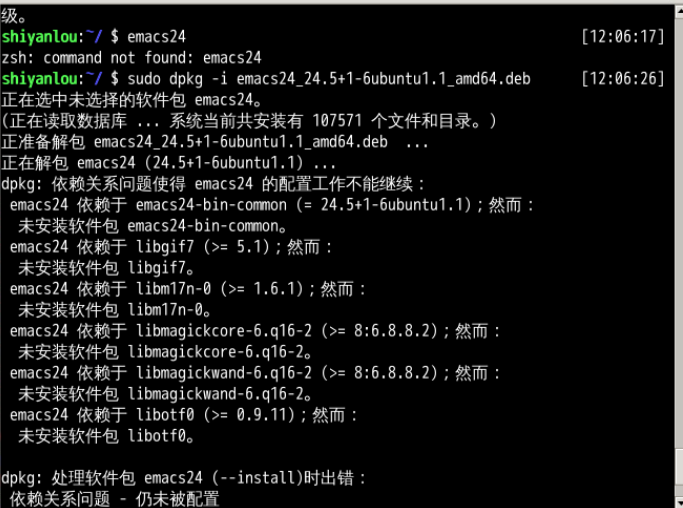 级。
shiyanlou:~/ $ emacs24 [12:06:17]
zsh: command not found: emacs24
shiyanlou:~/ $ sudo dpkg -i emacs24_24.5+1-6ubuntu1.1_amd64.deb [12:06:26]
正在选中未选择的软件包 emacs24。
(正在读取数据库 ... 系统当前共安装有 107571 个文件和目录。)
正准备解包 emacs24_24.5+1-6ubuntu1.1_amd64.deb ...
正在解包 emacs24 (24.5+1-6ubuntu1.1) ...
dpkg: 依赖关系问题使得 emacs24 的配置工作不能继续：
emacs24 依赖于 emacs24-bin-common (= 24.5+1-6ubuntu1.1)；然而：
未安装软件包 emacs24-bin-common。
emacs24 依赖于 libgif7 (>= 5.1)；然而：
未安装软件包 libgif7。
emacs24 依赖于 libm17n-0 (>= 1.6.1)；然而：
未安装软件包 libm17n-0。
emacs24 依赖于 libmagickcore-6.q16-2 (>= 8:6.8.8.2)；然而：
未安装软件包 libmagickcore-6.q16-2。
emacs24 依赖于 libmagickwand-6.q16-2 (>= 8:6.8.8.2)；然而：
未安装软件包 libmagickwand-6.q16-2。
emacs24 依赖于 libotf0 (>= 0.9.11)；然而：
未安装软件包 libotf0。
dpkg: 处理软件包 emacs24 (--install)时出错：
依赖关系问题 - 仍未被配置